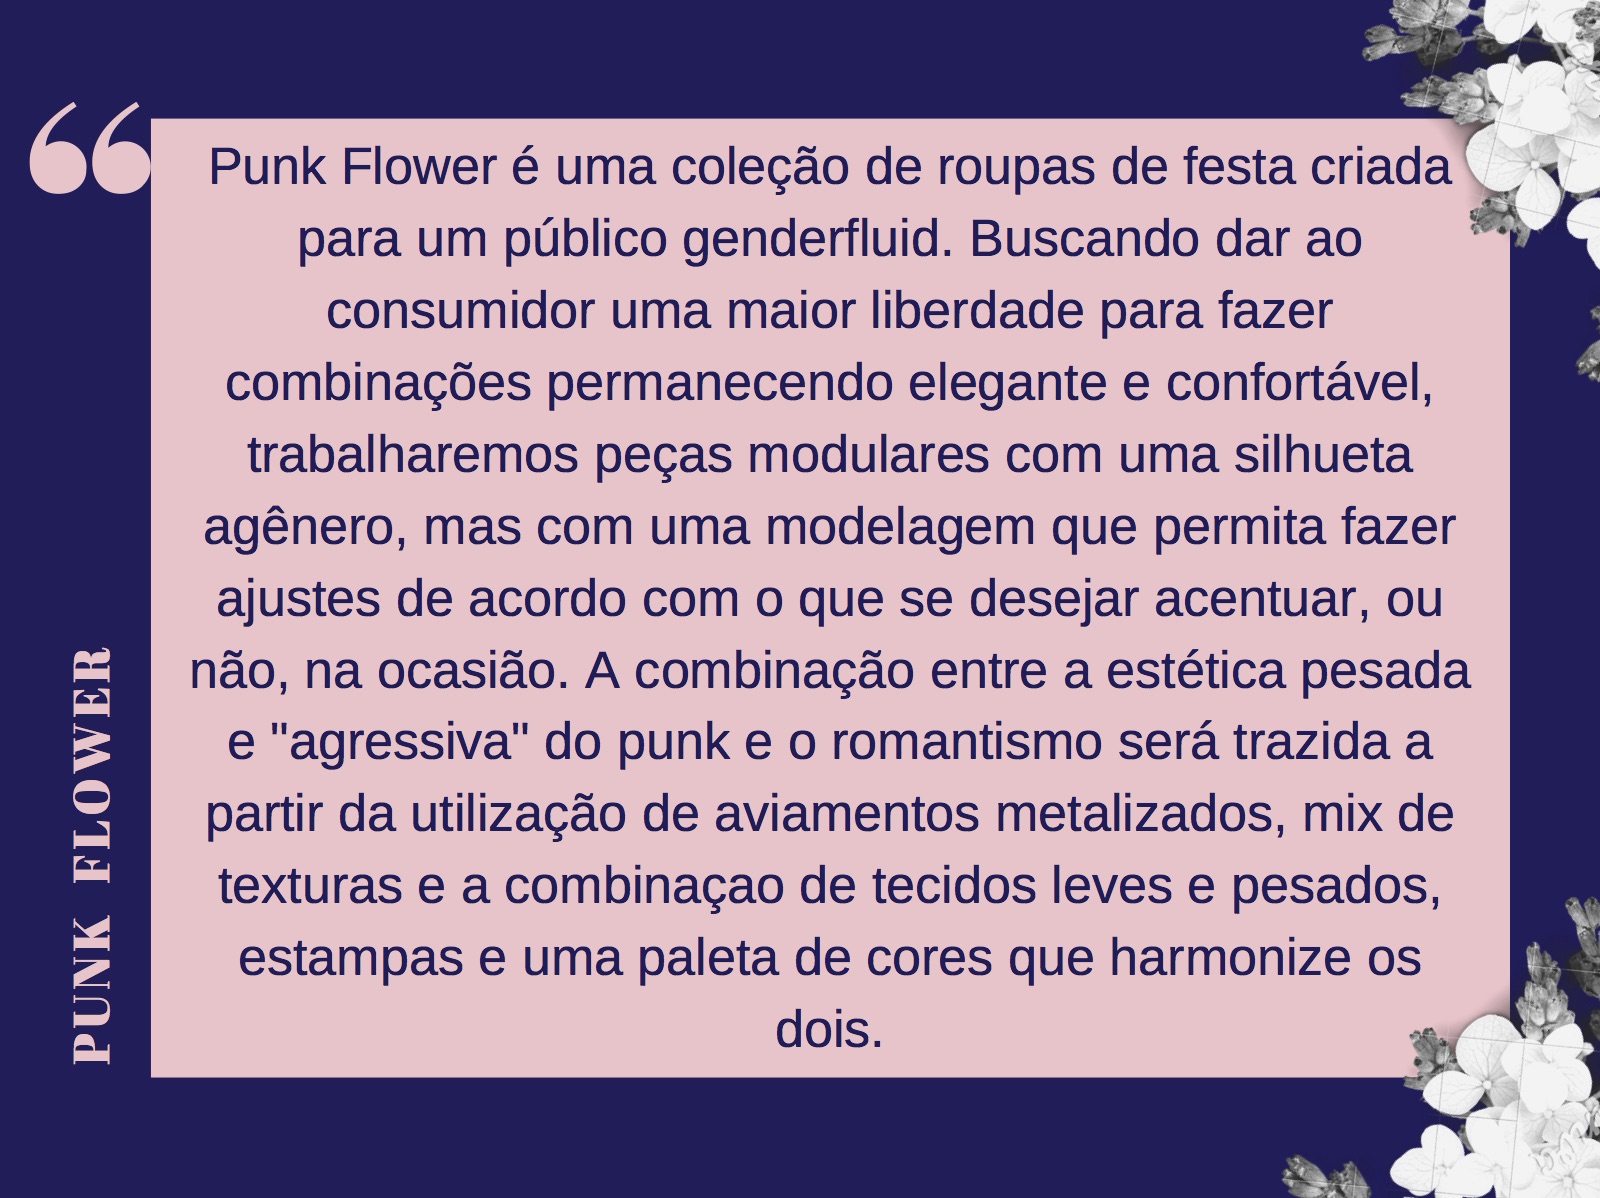 “
Punk Flower é uma coleção de roupas de festa criada
para um público genderfluid. Buscando dar ao
consumidor uma maior liberdade para fazer
combinações permanecendo elegante e confortável,
trabalharemos peças modulares com uma silhueta
agênero, mas com uma modelagem que permita fazer
ajustes de acordo com o que se desejar acentuar, ou
não, na ocasião. A combinação entre a estética pesada
e "agressiva" do punk e o romantismo será trazida a
partir da utilização de aviamentos metalizados, mix de
texturas e a combinaçao de tecidos leves e pesados,
estampas e uma paleta de cores que harmonize os
dois.
PUNK FLOWER